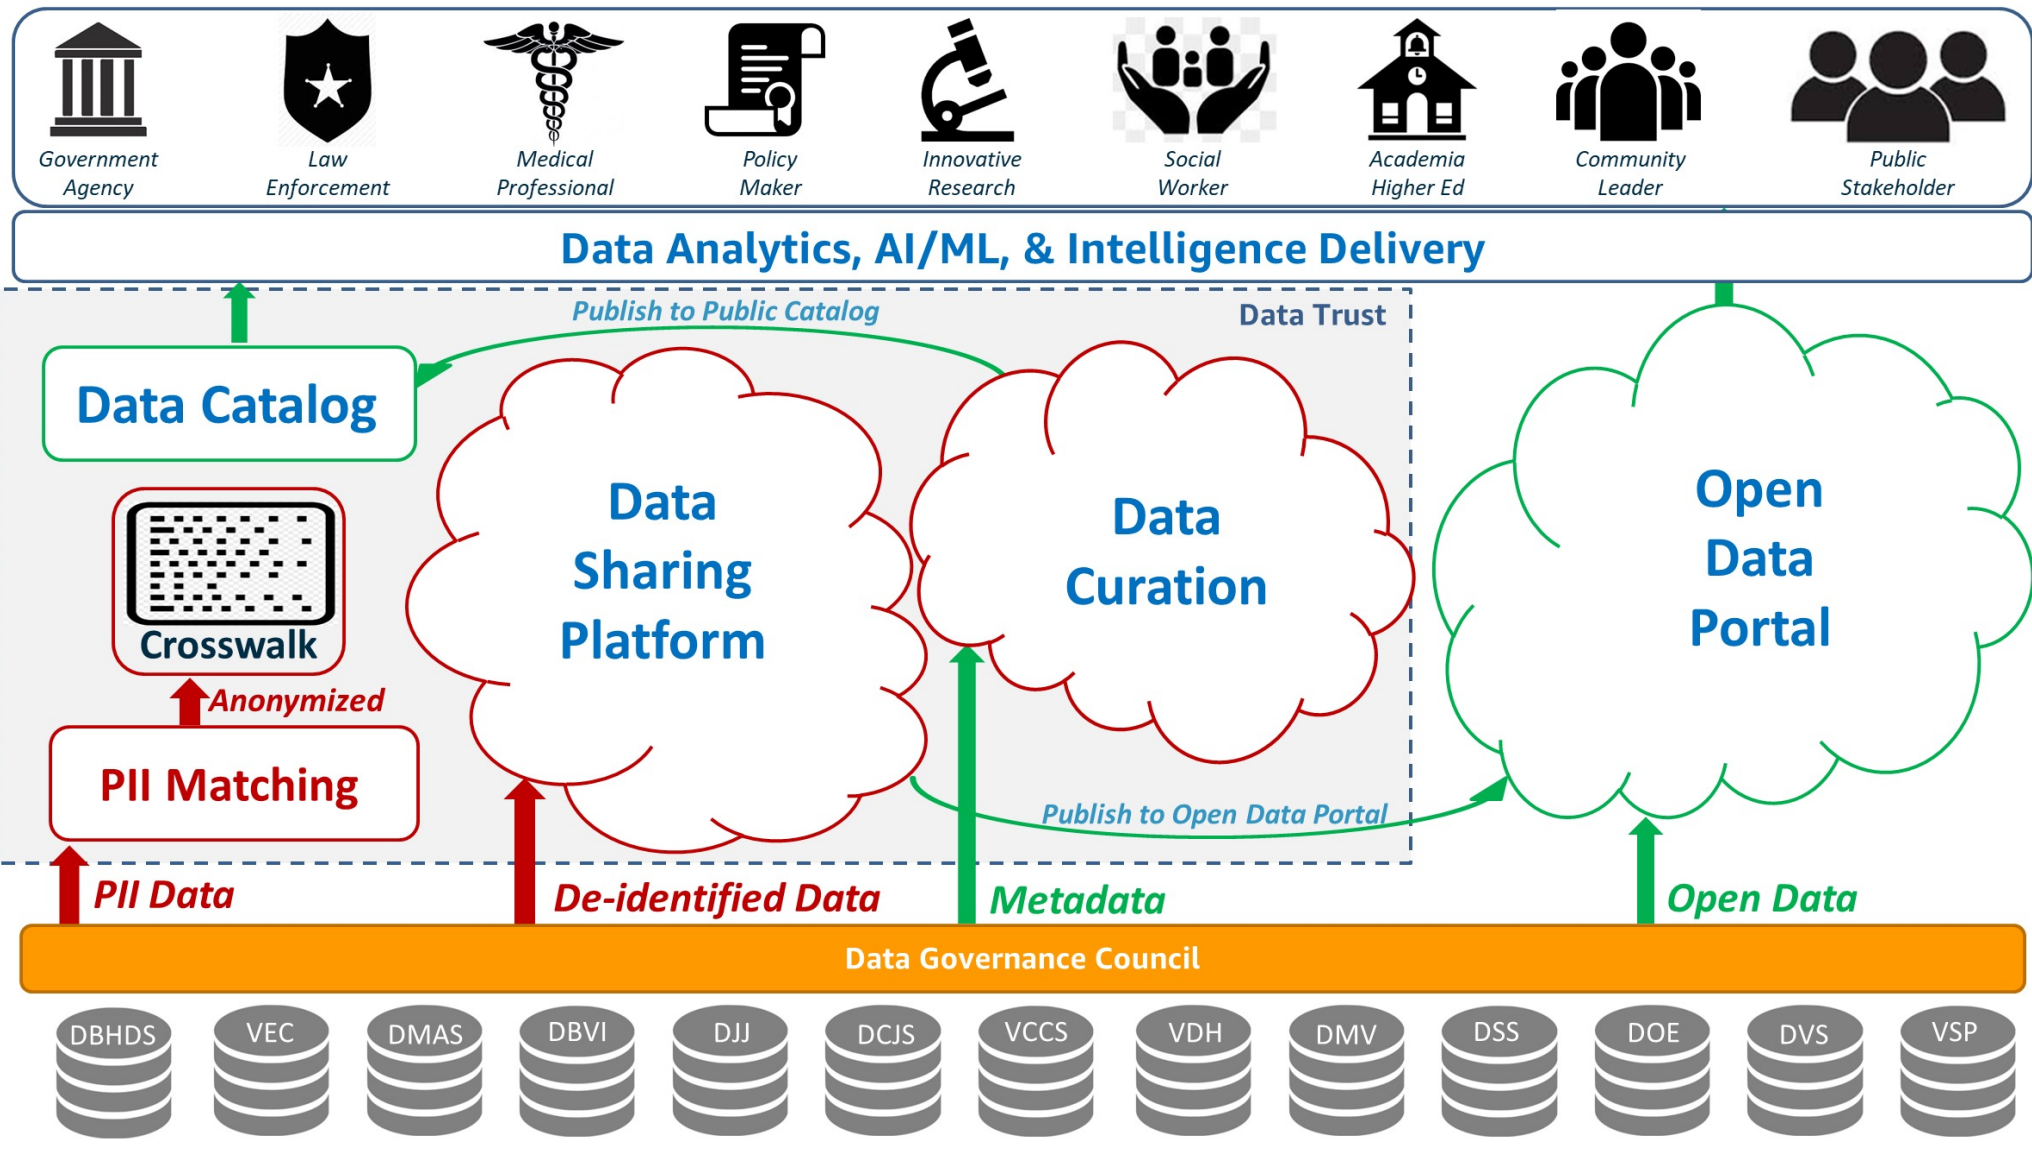 Government
Agency
Law
Enforcement
Medical
Professional
Policy
Maker
Innovative
Research
Social
Worker
Academia
Higher Ed
Community
Leader
Public
Stakeholder
Data Analytics, AI/ML, & Intelligence Delivery
Publish to Public Catalog
Data Trust
Data Catalog
Crosswalk
Anonymized
PII Matching
Data
Sharing
Platform
Data
Curation
Open
Data
Portal
Publish to Open Data Portal
PII Data
De-identified Data
Metadata
Open Data
Data Governance Council
DBHDS
VEC
DMAS
DBVI
DJJ
DCJS
VCCS
VDH
DMV
DSS
DOE
DVS
VSP